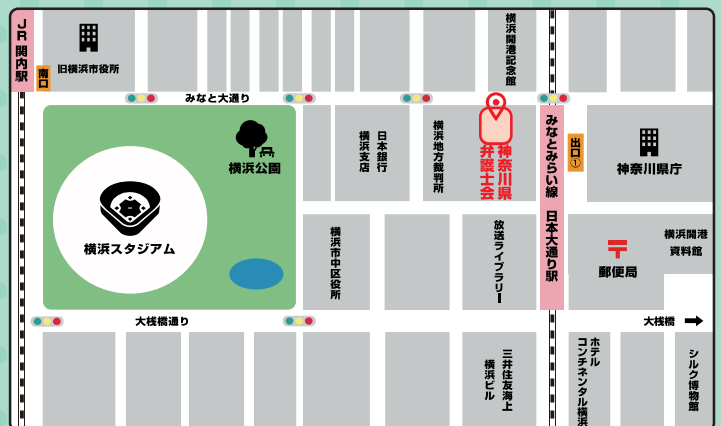 JR関内駅
南口
旧横浜市役所
横浜開港記念館
みなと大通り
横浜公園
横浜スタジアム
日本銀行
横浜支店
横浜地方裁判所
神奈川県
弁護士会
みなとみらい線 日本大通り駅
出口①
神奈川県庁
横浜市中区役所
放送ライブラリー
郵便局
横浜開港
資料館
大桟橋通り
大桟橋
三井住友海上
横浜ビル
ホテル
コンチネンタル横浜
シルク博物館